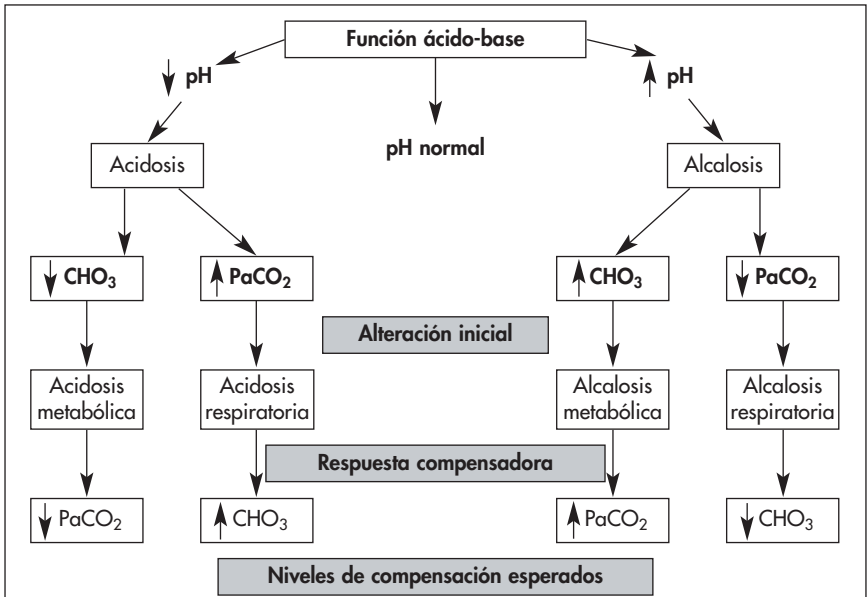 Función ácido-base
↓ pH
↑ pH
pH normal
Acidosis
Alcalosis
↓ CHO₃
↑ PaCO₂
↑ CHO₃
↓ PaCO₂
Alteración inicial
Acidosis
metabólica
Acidosis
respiratoria
Alcalosis
metabólica
Alcalosis
respiratoria
Respuesta compensadora
↓ PaCO₂
↑ CHO₃
↑ PaCO₂
↓ CHO₃
Niveles de compensación esperados